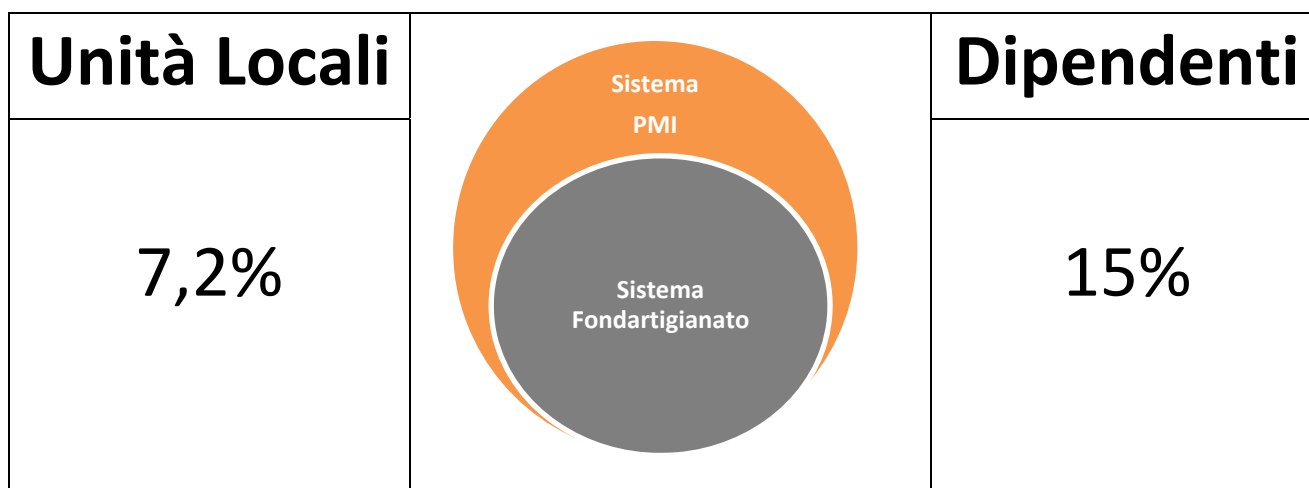 Unità Locali
Sistema
PMI
Dipendenti
7,2%
Sistema
Fondartigianato
15%